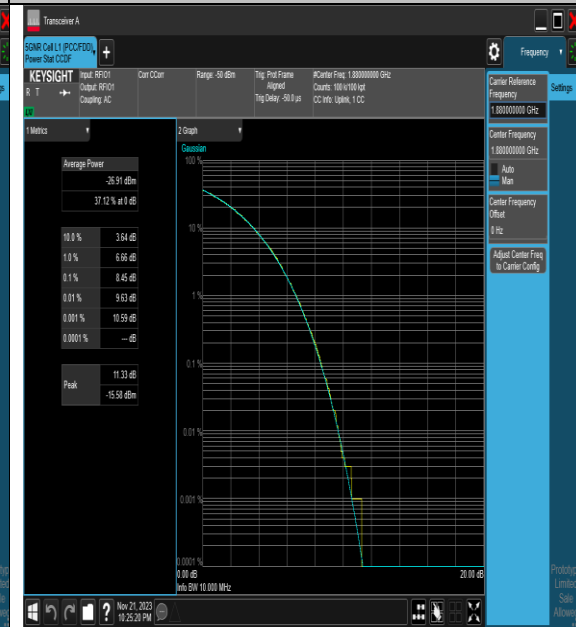 Transceiver A
5GNR Cell L1 (PCC/FDD)
Power Stat CCDF
Frequency
KEYSIGHT
R T
Input: RFIO1
Output: RFIO1
Coupling: AC
Corr CCorr
Range: -50 dBm
Trig: Prot Frame
Aligned
Trig Delay: -50.0 µs
#Center Freq: 1.880000000 GHz
Counts: 100 k/100 kpt
CC Info: Uplink, 1 CC
1 Metrics
Average Power
-26.91 dBm
37.12 % at 0 dB
10.0 % 3.64 dB
1.0 % 6.66 dB
0.1 % 8.45 dB
0.01 % 9.63 dB
0.001 % 10.59 dB
0.0001 % --- dB
Peak
11.33 dB
-15.58 dBm
2 Graph
Gaussian
100 %
10 %
1 %
0.1 %
0.01 %
0.001 %
0.0001 %
0.00 dB 20.00 dB
Info BW 10.000 MHz
Carrier Reference
Frequency
1.880000000 GHz
Center Frequency
1.880000000 GHz
Auto
Man
Center Frequency
Offset
0 Hz
Adjust Center Freq
to Carrier Config
Settings
Nov 21, 2023
10:25:20 PM